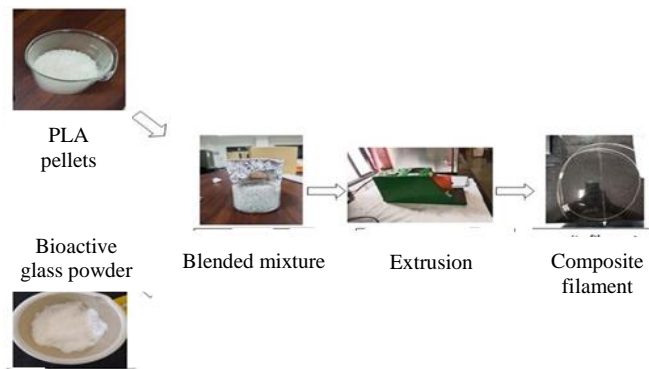 PLA
pellets
Bioactive
glass powder
Blended mixture
Extrusion
Composite
filament